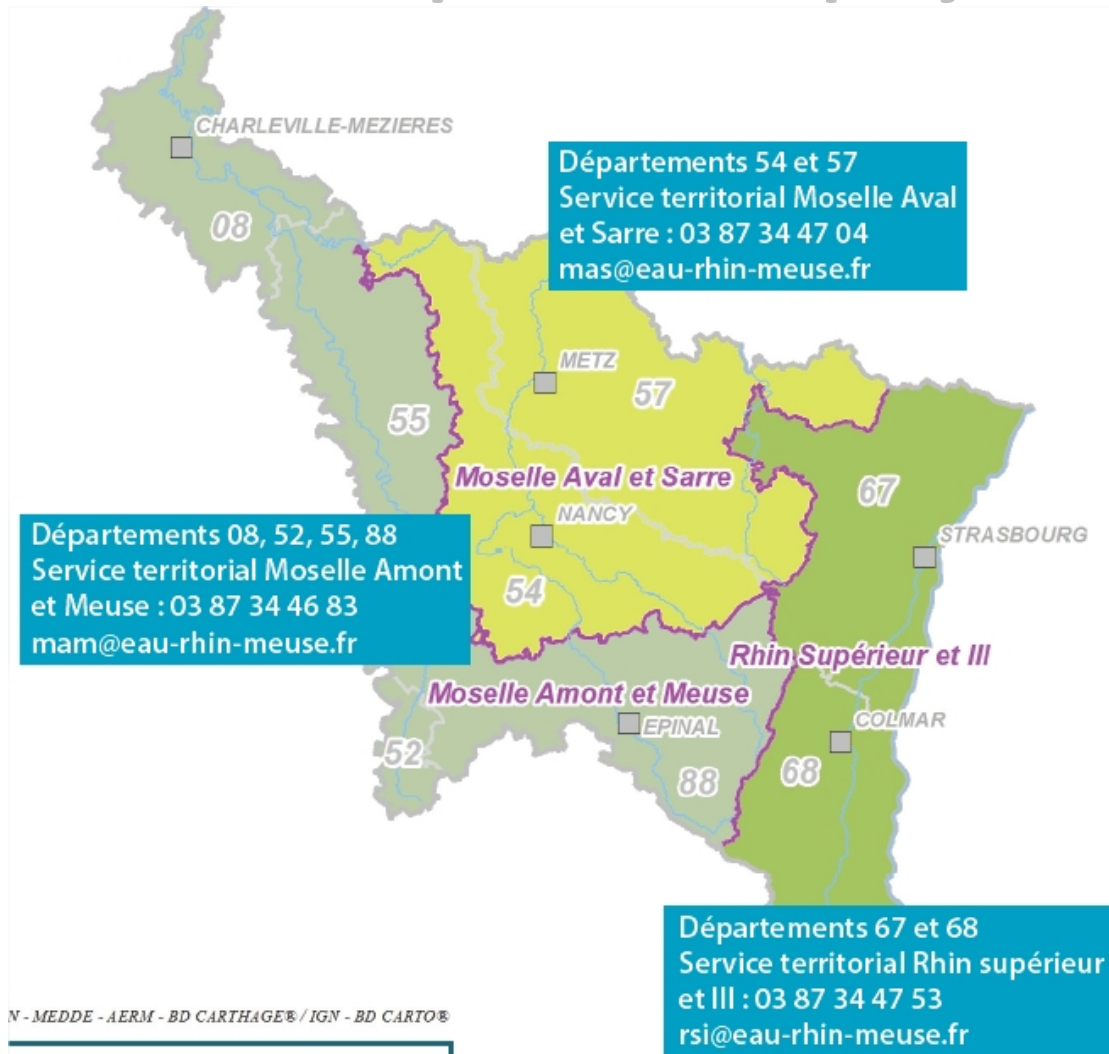 CHARLEVILLE-MEZIERES
Départements 54 et 57
Service territorial Moselle Aval
et Sarre : 03 87 34 47 04
mas@eau-rhin-meuse.fr
08
METZ
57
55
Moselle Aval et Sarre
67
NANCY
STRASBOURG
Départements 08, 52, 55, 88
Service territorial Moselle Amont
et Meuse : 03 87 34 46 83
mam@eau-rhin-meuse.fr
54
Rhin Supérieur et Ill
Moselle Amont et Meuse
EPINAL
COLMAR
52
88
68
Départements 67 et 68
Service territorial Rhin supérieur
et Ill : 03 87 34 47 53
rsi@eau-rhin-meuse.fr
N - MEDDE - AERM - BD CARTHAGE® / IGN - BD CARTO®